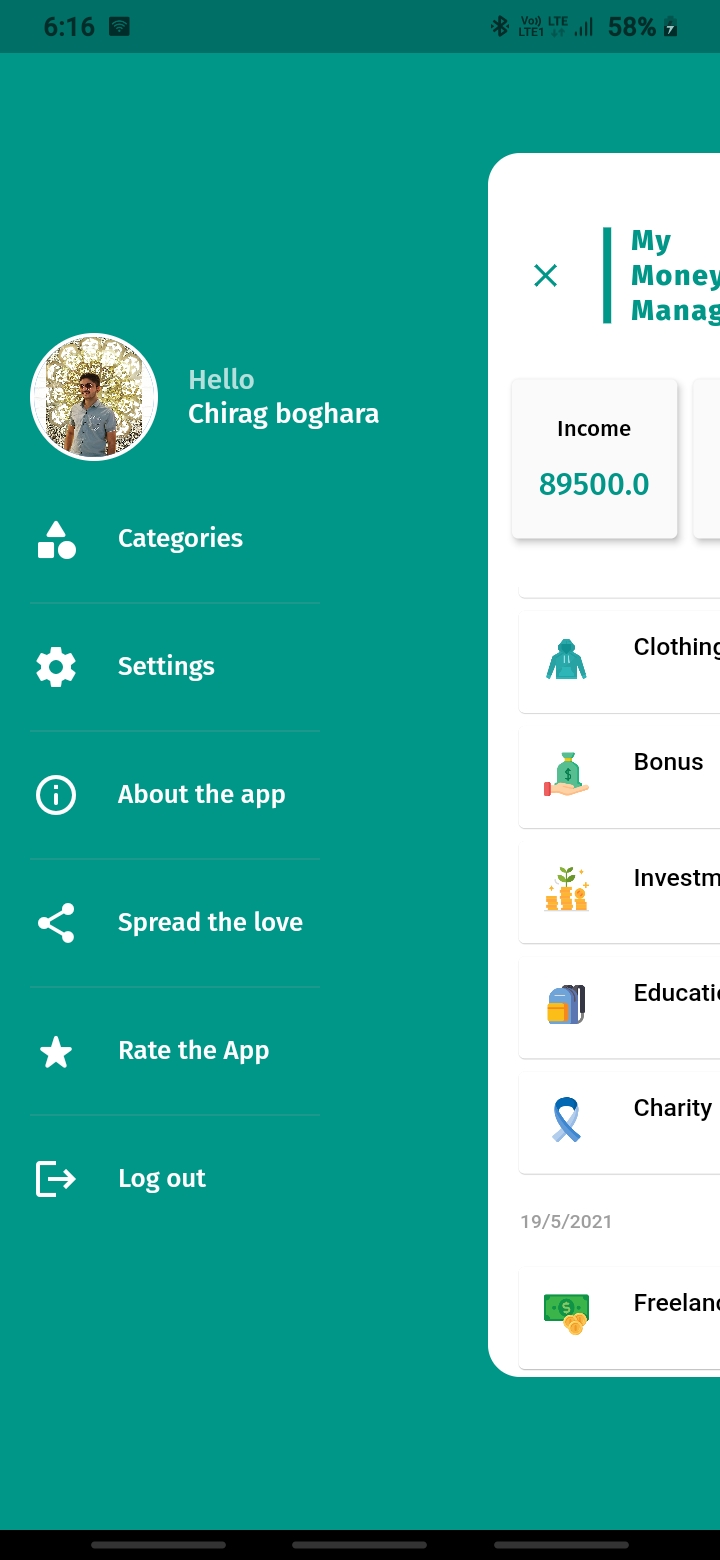 6:16
Vo)) LTE
LTE1
58%
My
Money
Manag
Hello
Chirag boghara
Income
89500.0
Categories
Clothing
Settings
Bonus
About the app
Investm
Spread the love
Educati
Rate the App
Charity
Log out
19/5/2021
Freelanc